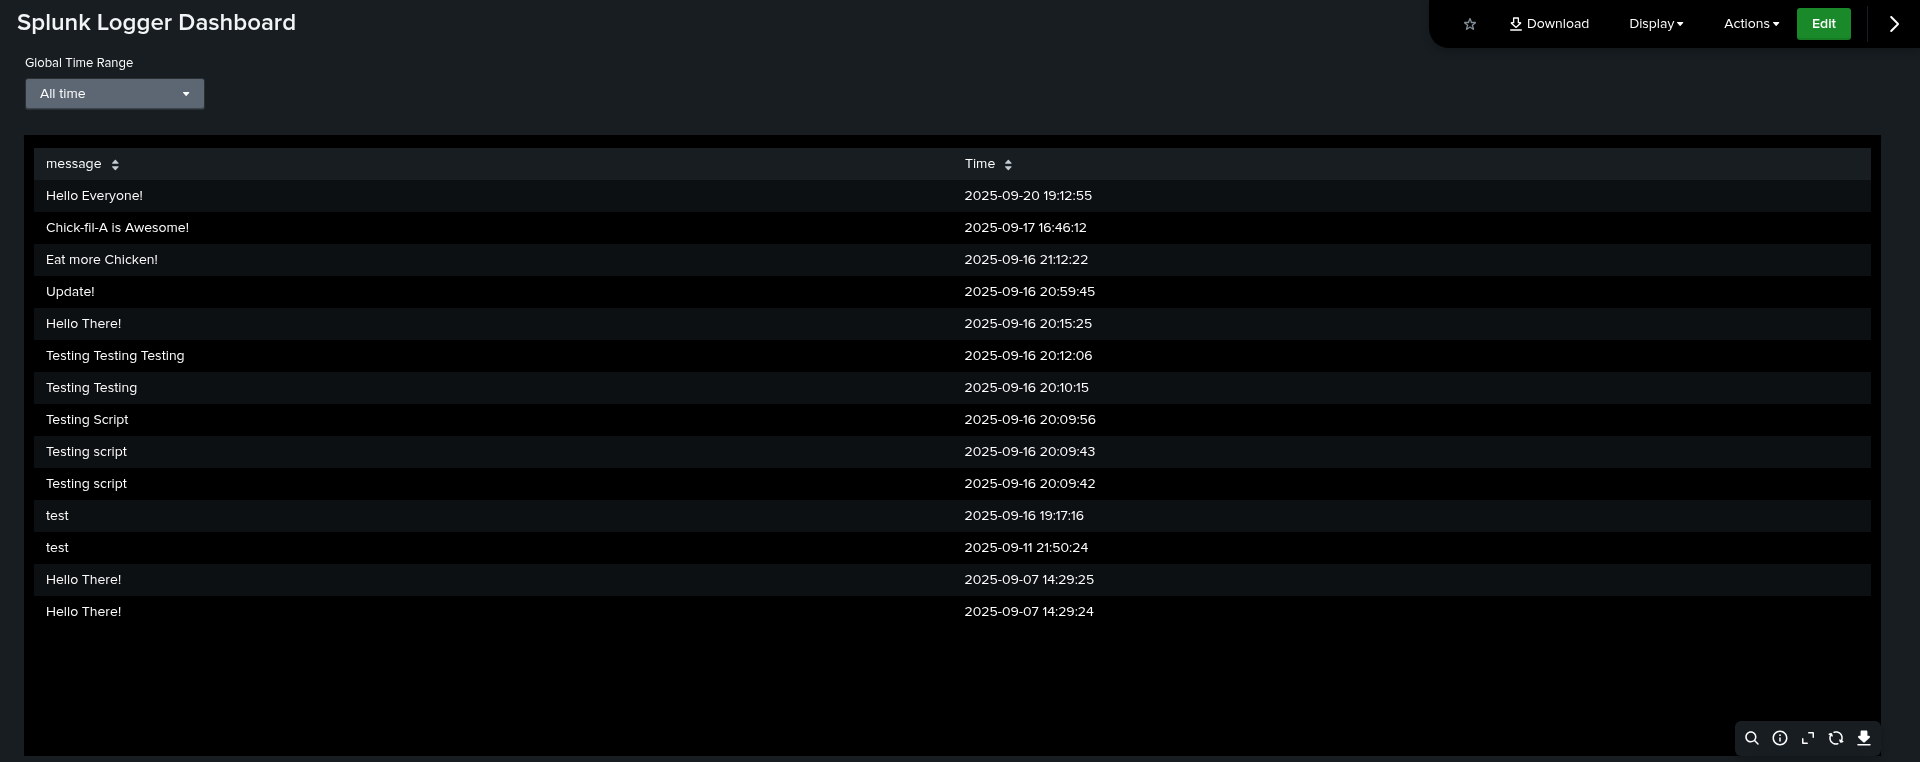 Splunk Logger Dashboard
Download Display Actions Edit
Global Time Range
All time
message Time
Hello Everyone! 2025-09-20 19:12:55
Chick-fil-A is Awesome! 2025-09-17 16:46:12
Eat more Chicken! 2025-09-16 21:12:22
Update! 2025-09-16 20:59:45
Hello There! 2025-09-16 20:15:25
Testing Testing Testing 2025-09-16 20:12:06
Testing Testing 2025-09-16 20:10:15
Testing Script 2025-09-16 20:09:56
Testing script 2025-09-16 20:09:43
Testing script 2025-09-16 20:09:42
test 2025-09-16 19:17:16
test 2025-09-11 21:50:24
Hello There! 2025-09-07 14:29:25
Hello There! 2025-09-07 14:29:24